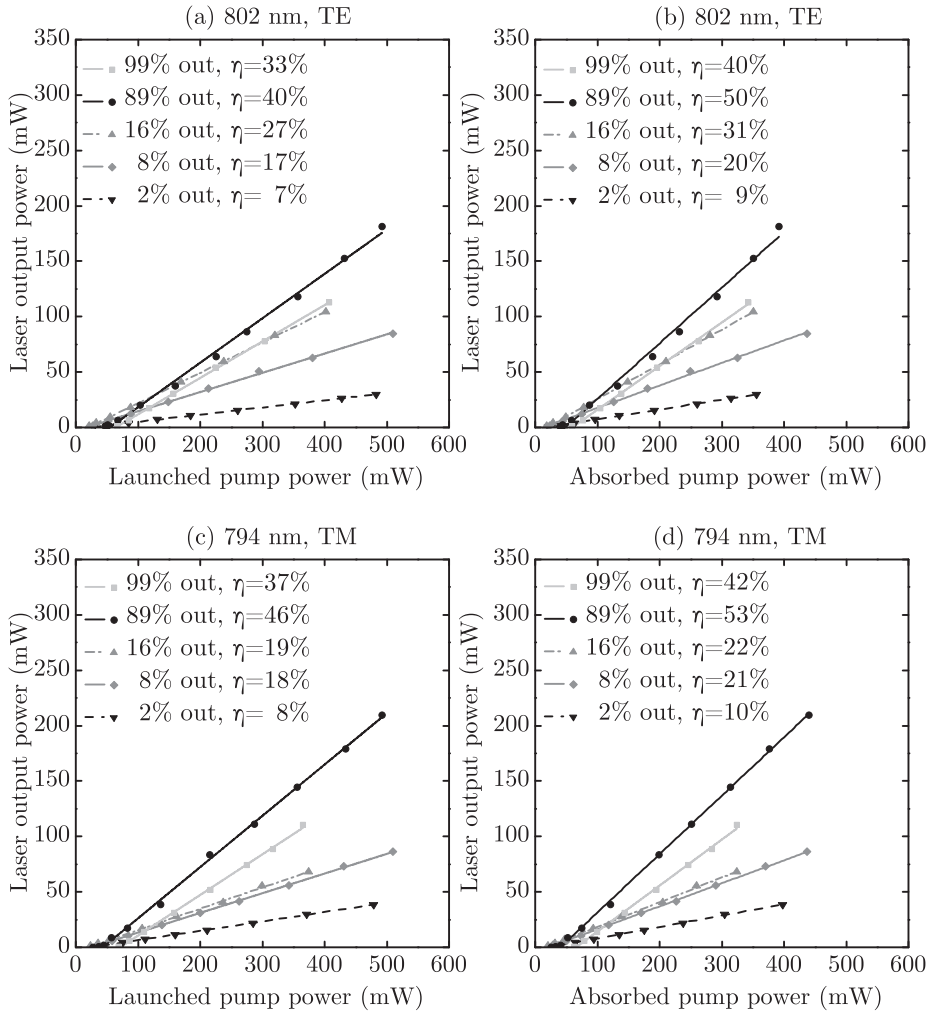 (a) 802 nm, TE
350
300
250
200
150
100
50
0
Laser output power (mW)
99% out, η=33%
89% out, η=40%
16% out, η=27%
8% out, η=17%
2% out, η= 7%
0 100 200 300 400 500 600
Launched pump power (mW)
(b) 802 nm, TE
350
300
250
200
150
100
50
0
Laser output power (mW)
99% out, η=40%
89% out, η=50%
16% out, η=31%
8% out, η=20%
2% out, η= 9%
0 100 200 300 400 500 600
Absorbed pump power (mW)
(c) 794 nm, TM
350
300
250
200
150
100
50
0
Laser output power (mW)
99% out, η=37%
89% out, η=46%
16% out, η=19%
8% out, η=18%
2% out, η= 8%
0 100 200 300 400 500 600
Launched pump power (mW)
(d) 794 nm, TM
350
300
250
200
150
100
50
0
Laser output power (mW)
99% out, η=42%
89% out, η=53%
16% out, η=22%
8% out, η=21%
2% out, η=10%
0 100 200 300 400 500 600
Absorbed pump power (mW)